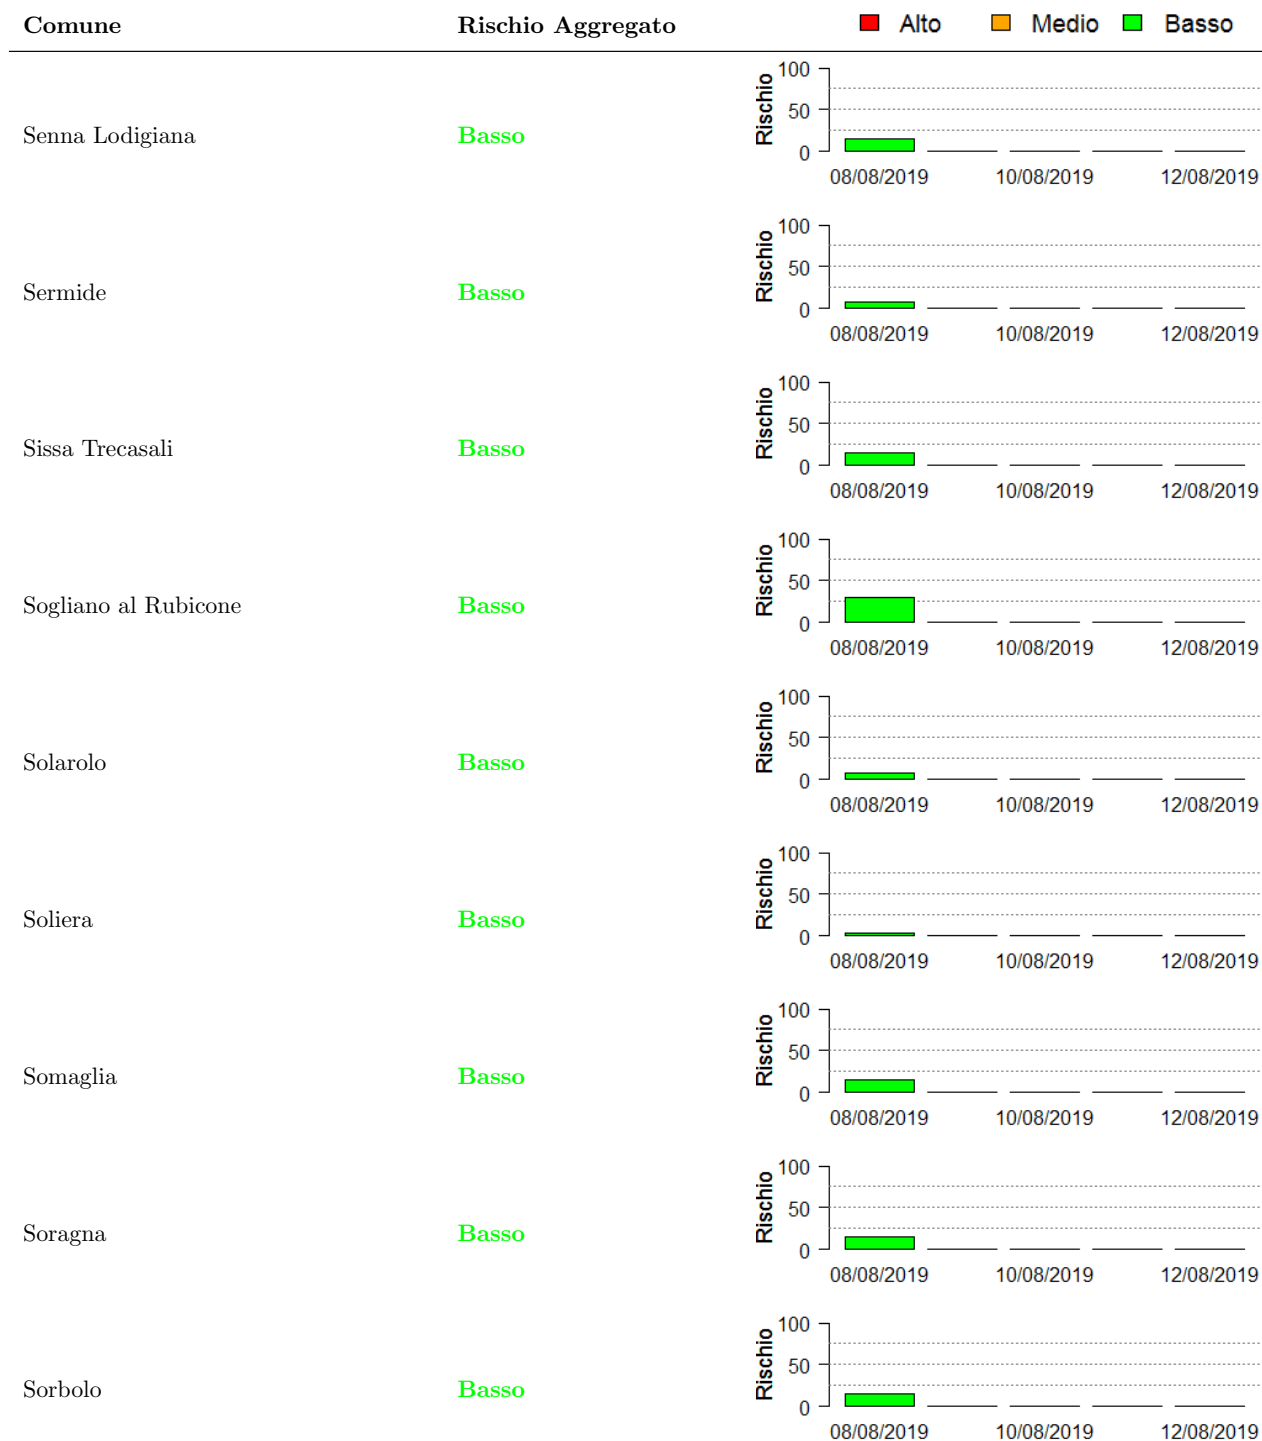 Comune Rischio Aggregato Alto Medio Basso
100
50
0
Rischio
Senna Lodigiana Basso
08/08/2019 10/08/2019 12/08/2019
100
50
0
Rischio
Sermide Basso
08/08/2019 10/08/2019 12/08/2019
100
50
0
Rischio
Sissa Trecasali Basso
08/08/2019 10/08/2019 12/08/2019
100
50
0
Rischio
Sogliano al Rubicone Basso
08/08/2019 10/08/2019 12/08/2019
100
50
0
Rischio
Solarolo Basso
08/08/2019 10/08/2019 12/08/2019
100
50
0
Rischio
Soliera Basso
08/08/2019 10/08/2019 12/08/2019
100
50
0
Rischio
Somaglia Basso
08/08/2019 10/08/2019 12/08/2019
100
50
0
Rischio
Soragna Basso
08/08/2019 10/08/2019 12/08/2019
100
50
0
Rischio
Sorbolo Basso
08/08/2019 10/08/2019 12/08/2019